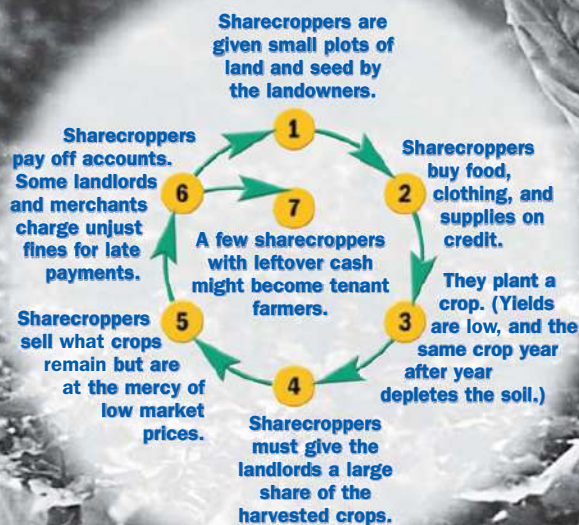 Sharecroppers are
given small plots of
land and seed by
the landowners.
1
Sharecroppers
buy food,
clothing, and
supplies on
credit.
2
They plant a
crop. (Yields
are low, and the
same crop year
after year
depletes the soil.)
3
4
Sharecroppers
must give the
landlords a large
share of the
harvested crops.
5
Sharecroppers
sell what crops
remain but are
at the mercy of
low market
prices.
6
Sharecroppers
pay off accounts.
Some landlords
and merchants
charge unjust
fines for late
payments.
7
A few sharecroppers
with leftover cash
might become tenant
farmers.